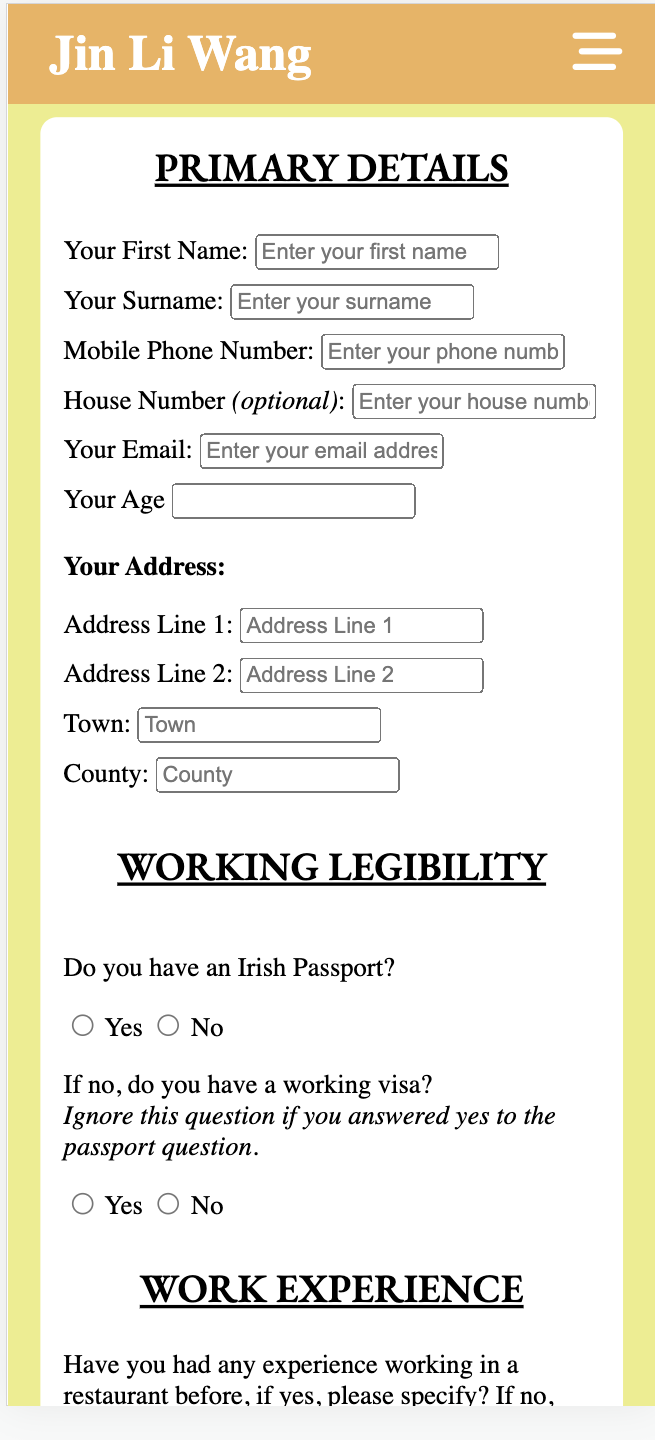 Jin Li Wang
PRIMARY DETAILS
Your First Name: Enter your first name
Your Surname: Enter your surname
Mobile Phone Number: Enter your phone numb
House Number (optional): Enter your house numb
Your Email: Enter your email addres
Your Age
Your Address:
Address Line 1: Address Line 1
Address Line 2: Address Line 2
Town: Town
County: County
WORKING LEGIBILITY
Do you have an Irish Passport?
Yes No
If no, do you have a working visa?
Ignore this question if you answered yes to the
passport question.
Yes No
WORK EXPERIENCE
Have you had any experience working in a
restaurant before, if yes, please specify? If no,